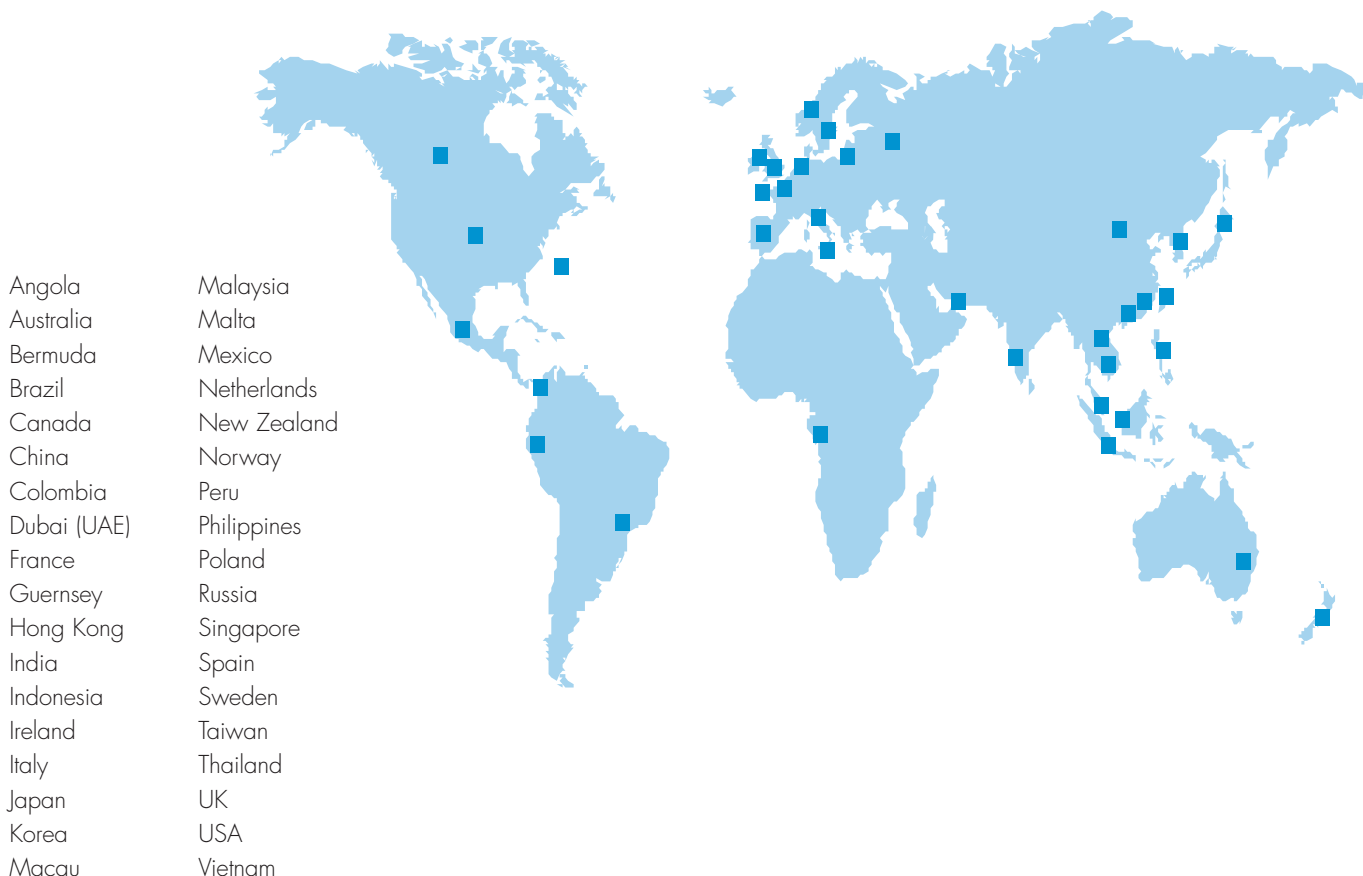 Angola
Australia
Bermuda
Brazil
Canada
China
Colombia
Dubai (UAE)
France
Guernsey
Hong Kong
India
Indonesia
Ireland
Italy
Japan
Korea
Macau
Malaysia
Malta
Mexico
Netherlands
New Zealand
Norway
Peru
Philippines
Poland
Russia
Singapore
Spain
Sweden
Taiwan
Thailand
UK
USA
Vietnam